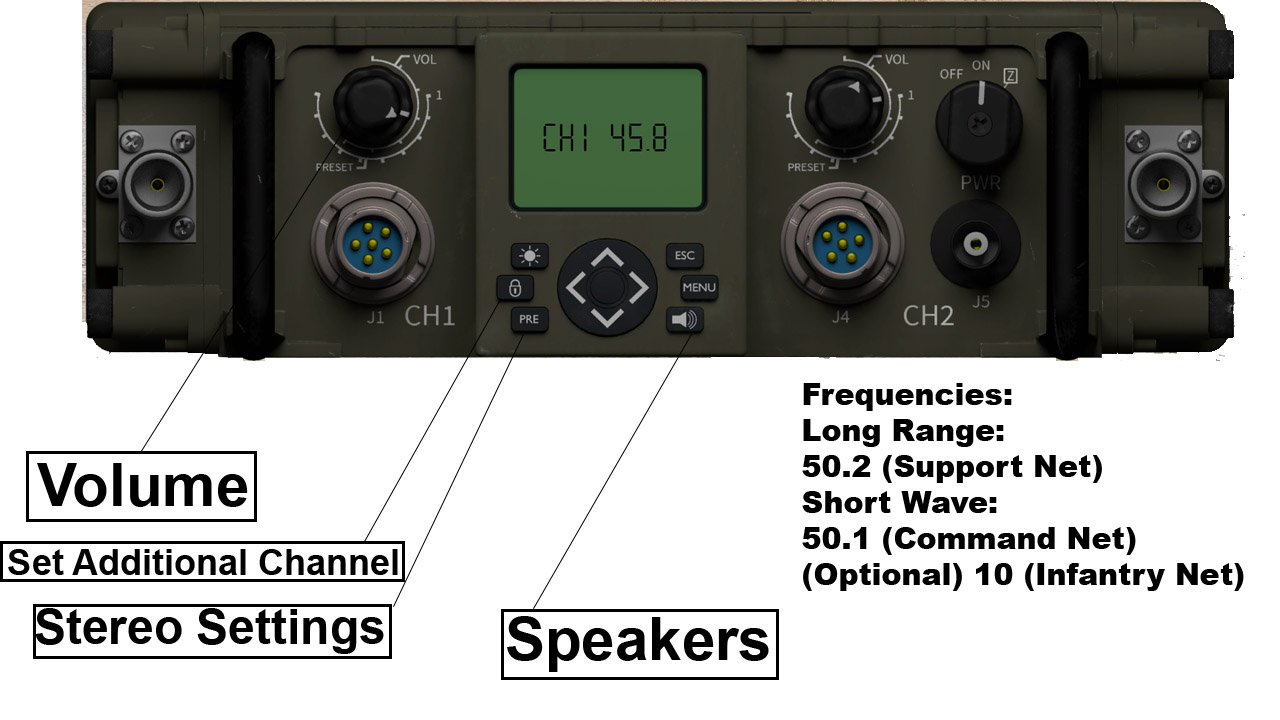 VOL
1
PRESET
CH1 45.8
VOL
1
PRESET
OFF
ON
Z
PWR
ESC
MENU
PRE
J1
CH1
J4
CH2
J5
Volume
Set Additional Channel
Stereo Settings
Speakers
Frequencies:
Long Range:
50.2 (Support Net)
Short Wave:
50.1 (Command Net)
(Optional) 10 (Infantry Net)